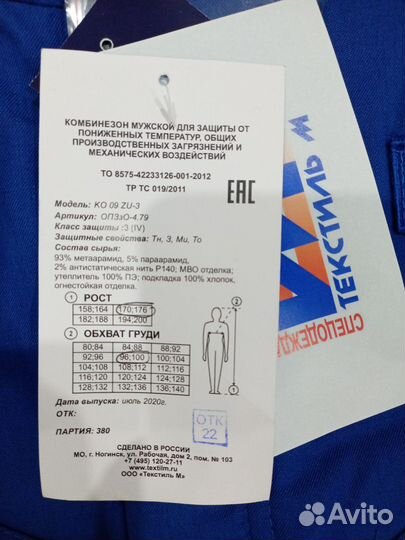 КОМБИНЕЗОН МУЖСКОЙ ДЛЯ ЗАЩИТЫ ОТ
ПОНИЖЕННЫХ ТЕМПЕРАТУР, ОБЩИХ
ПРОИЗВОДСТВЕННЫХ ЗАГРЯЗНЕНИЙ И
МЕХАНИЧЕСКИХ ВОЗДЕЙСТВИЙ
ТО 8575-42233126-001-2012
ТР ТС 019/2011
ЕАС
Модель: KO 09 ZU-3
Артикул: ОПЗзО-4.79
Класс защиты :3 (IV)
Защитные свойства: Тн, З, Ми, То
Состав сырья:
93% метаарамид, 5% параарамид,
2% антистатическая нить P140; МВО отделка;
утеплитель 100% ПЭ; подкладка 100% хлопок,
огнестойкая отделка.
1 РОСТ
158;164 170;176
182;188 194;200
2 ОБХВАТ ГРУДИ
80;84 84;88 88;92
92;96 96;100 100;104
104;108 108;112 112;116
116;120 120;124 124;128
128;132 132;136 136;140
2
1
Дата выпуска: июль 2020г.
ОТК:
ОТК
22
ПАРТИЯ: 380
СДЕЛАНО В РОССИИ
МО, г. Ногинск, ул. Рабочая, дом 2, пом. № 103
+7 (495) 120-27-11
www.textilm.ru
ООО «Текстиль М»
ТЕКСТИЛЬ М
СПЕЦОДЕЖДА
Avito